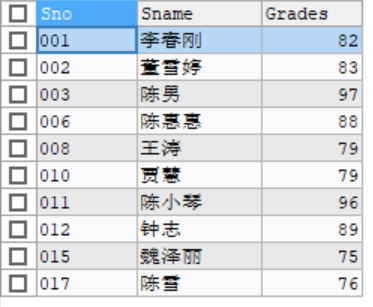 Sno Sname Grades
001 李春刚 82
002 董雪婷 83
003 陈男 97
006 陈惠惠 88
008 王涛 79
010 贾慧 79
011 陈小琴 96
012 钟志 89
015 魏泽丽 75
017 陈雪 76